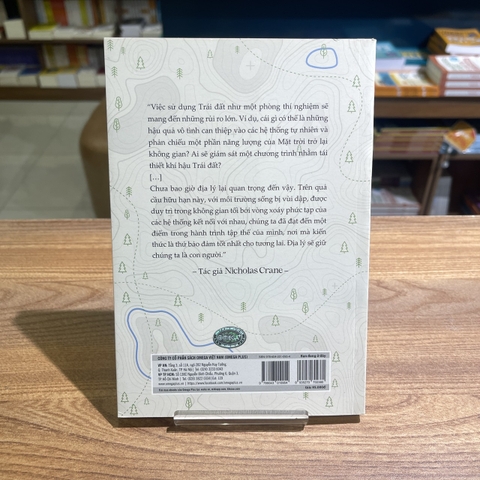 “Việc sử dụng Trái đất như một phòng thí nghiệm sẽ
mang đến những rủi ro lớn. Ví dụ, cái gì có thể là những
hậu quả vô tình can thiệp vào các hệ thống tự nhiên và
phản chiếu một phần năng lượng của Mặt trời trở lại
không gian? Ai sẽ giám sát một chương trình nhằm tái
thiết khí hậu Trái đất?
[...]
Chưa bao giờ địa lý lại quan trọng đến vậy. Trên quả
cầu hữu hạn này, với môi trường sống bị vùi dập, được
duy trì trong không gian tối bởi vòng xoáy phức tạp của
các hệ thống kết nối với nhau, chúng ta đã đạt đến một
điểm trong hành trình tập thể của mình, nơi mà kiến
thức là thứ bảo đảm tốt nhất cho tương lai. Địa lý sẽ giữ
chúng ta là con người.”
– Tác giả Nicholas Crane –
OMEGA
CÔNG TY CỔ PHẦN SÁCH OMEGA VIỆT NAM (OMEGA PLUS)